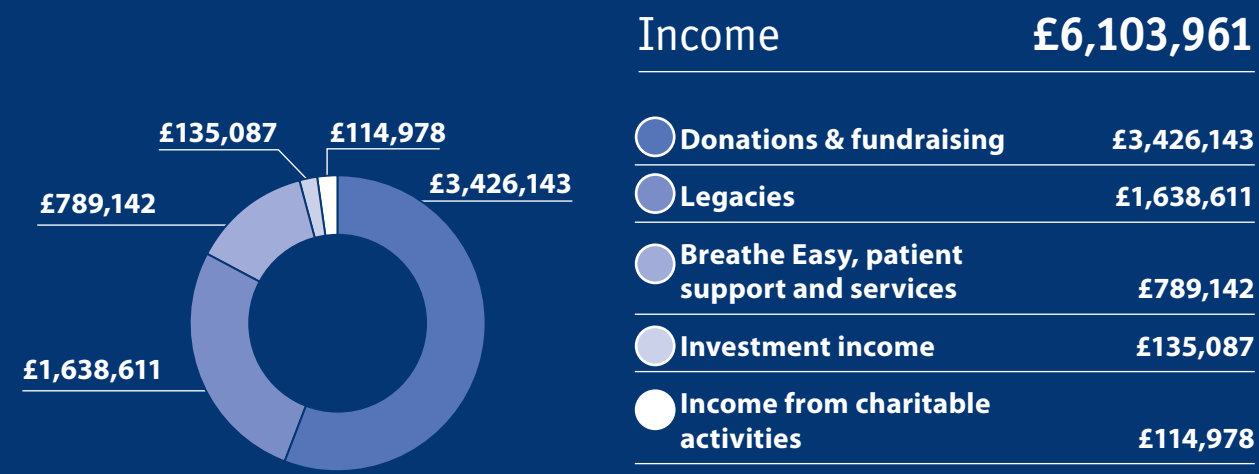 Income £6,103,961
£135,087 £114,978
£3,426,143
£789,142
£1,638,611
Donations & fundraising £3,426,143
Legacies £1,638,611
Breathe Easy, patient
support and services £789,142
Investment income £135,087
Income from charitable
activities £114,978